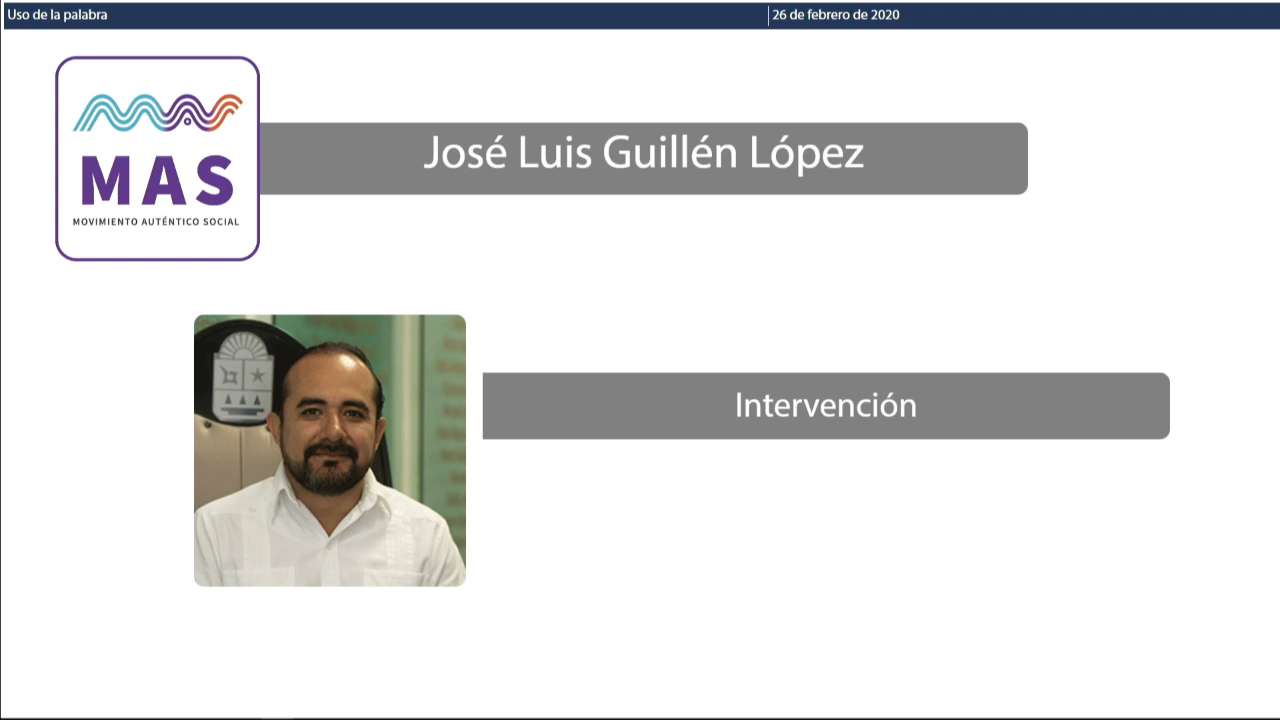 Uso de la palabra
26 de febrero de 2020
MAS
MOVIMIENTO AUTÉNTICO SOCIAL
José Luis Guillén López
Intervención